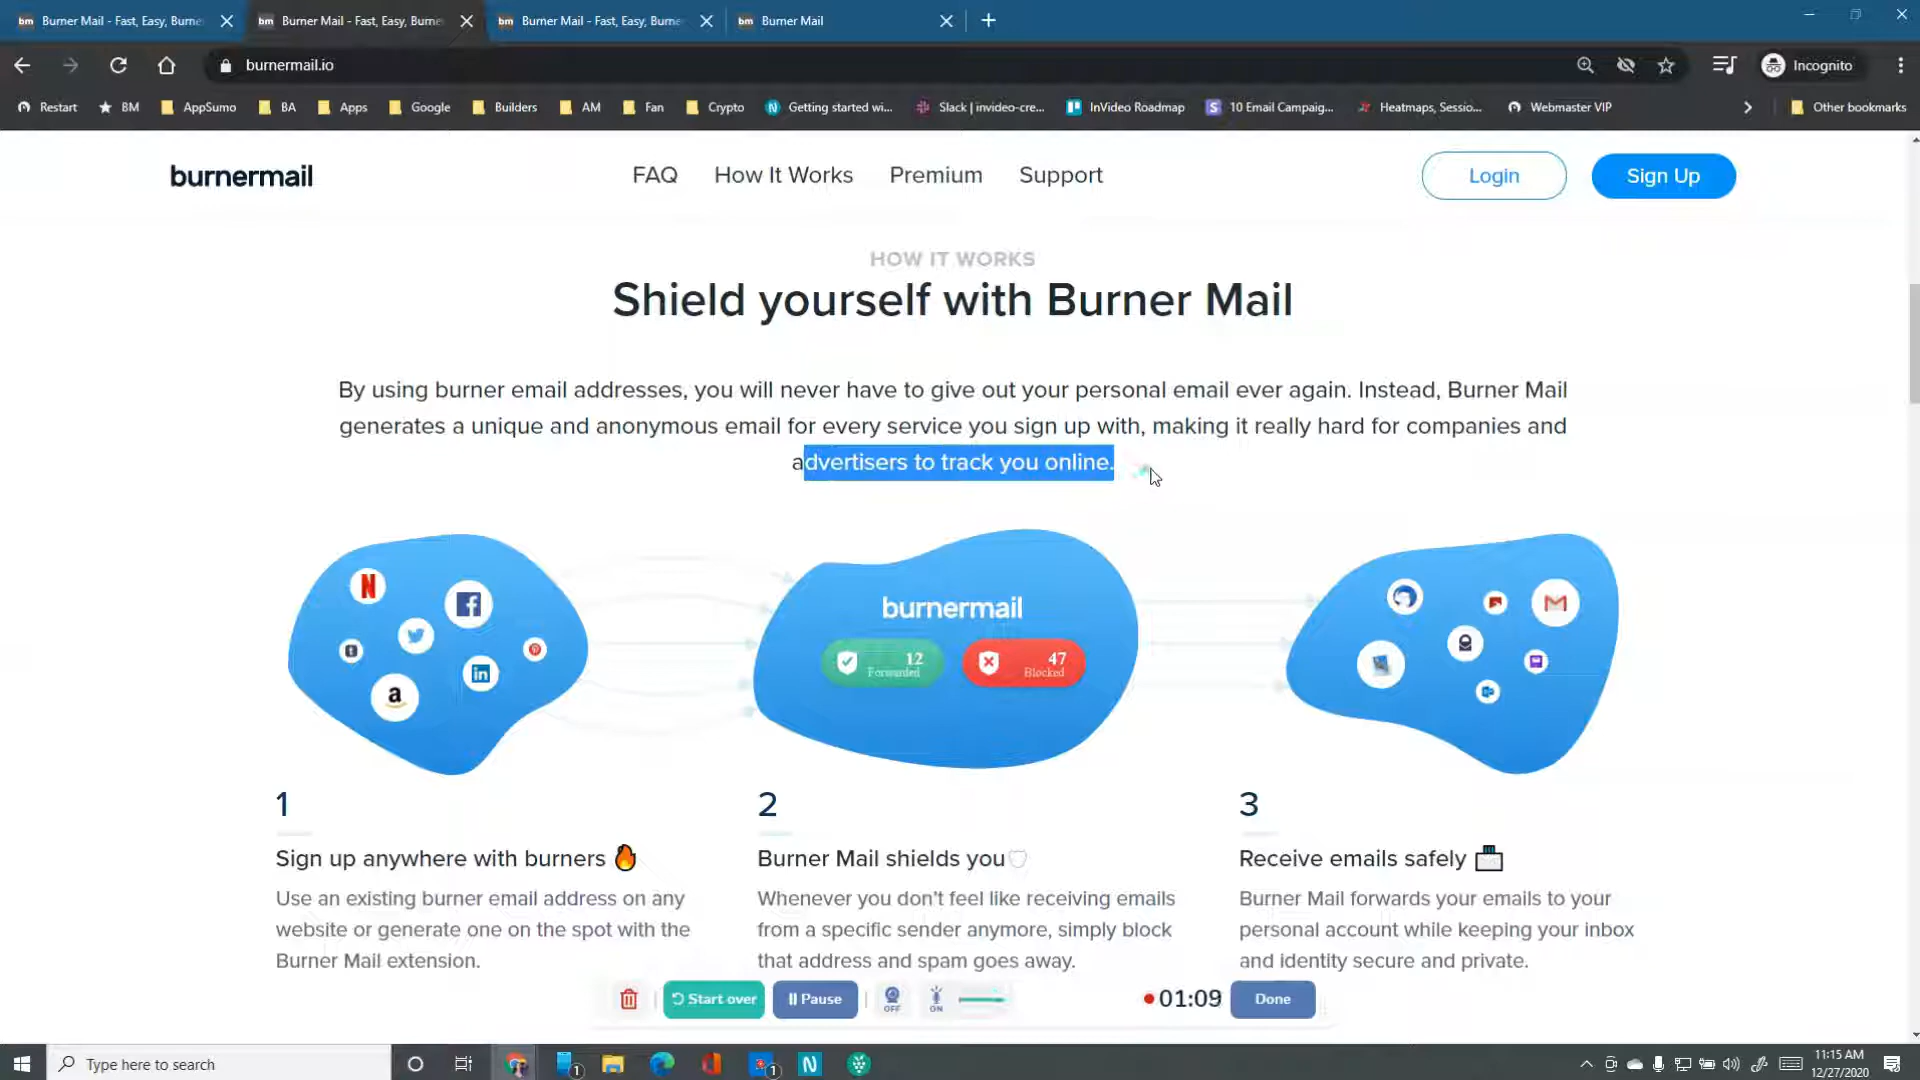 bm Burner Mail - Fast, Easy, Burne
bm Burner Mail - Fast, Easy, Burne
bm Burner Mail - Fast, Easy, Burne
bm Burner Mail
burnermail.io
Incognito
Restart
BM
AppSumo
BA
Apps
Google
Builders
AM
Fan
Crypto
Getting started wi...
Slack | invideo-cre...
InVideo Roadmap
10 Email Campaig...
Heatmaps, Sessio...
Webmaster VIP
Other bookmarks
burnermail
FAQ
How It Works
Premium
Support
Login
Sign Up
HOW IT WORKS
Shield yourself with Burner Mail
By using burner email addresses, you will never have to give out your personal email ever again. Instead, Burner Mail
generates a unique and anonymous email for every service you sign up with, making it really hard for companies and
advertisers to track you online.
burnermail
12
Forwarded
47
Blocked
1
Sign up anywhere with burners
Use an existing burner email address on any
website or generate one on the spot with the
Burner Mail extension.
2
Burner Mail shields you
Whenever you don't feel like receiving emails
from a specific sender anymore, simply block
that address and spam goes away.
3
Receive emails safely
Burner Mail forwards your emails to your
personal account while keeping your inbox
and identity secure and private.
Start over
Pause
OFF
ON
01:09
Done
Type here to search
1
1
11:15 AM
12/27/2020